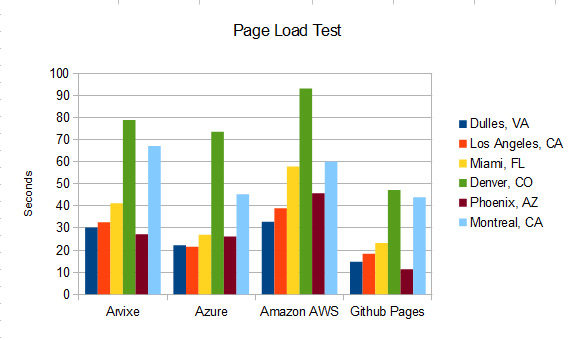 Page Load Test
100
90
80
70
60
50
40
30
20
10
0
Seconds
Arvixe
Azure
Amazon AWS
Github Pages
Dulles, VA
Los Angeles, CA
Miami, FL
Denver, CO
Phoenix, AZ
Montreal, CA